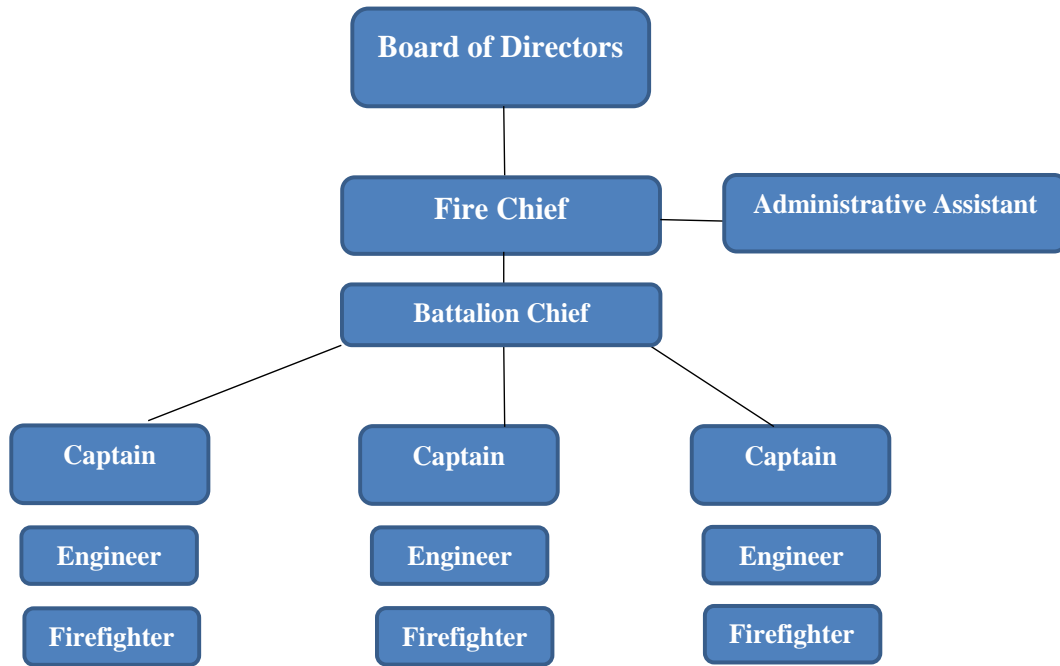 Board of Directors
Fire Chief
Administrative Assistant
Battalion Chief
Captain
Captain
Captain
Engineer
Engineer
Engineer
Firefighter
Firefighter
Firefighter